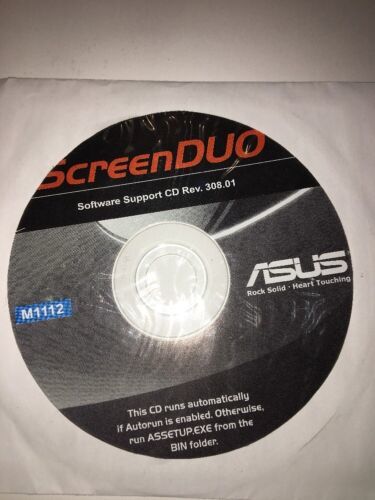 ScreenDUO
Software Support CD Rev. 308.01
ASUS
Rock Solid · Heart Touching
M1112
This CD runs automatically
if Autorun is enabled. Otherwise,
run ASSETUP.EXE from the
BIN folder.